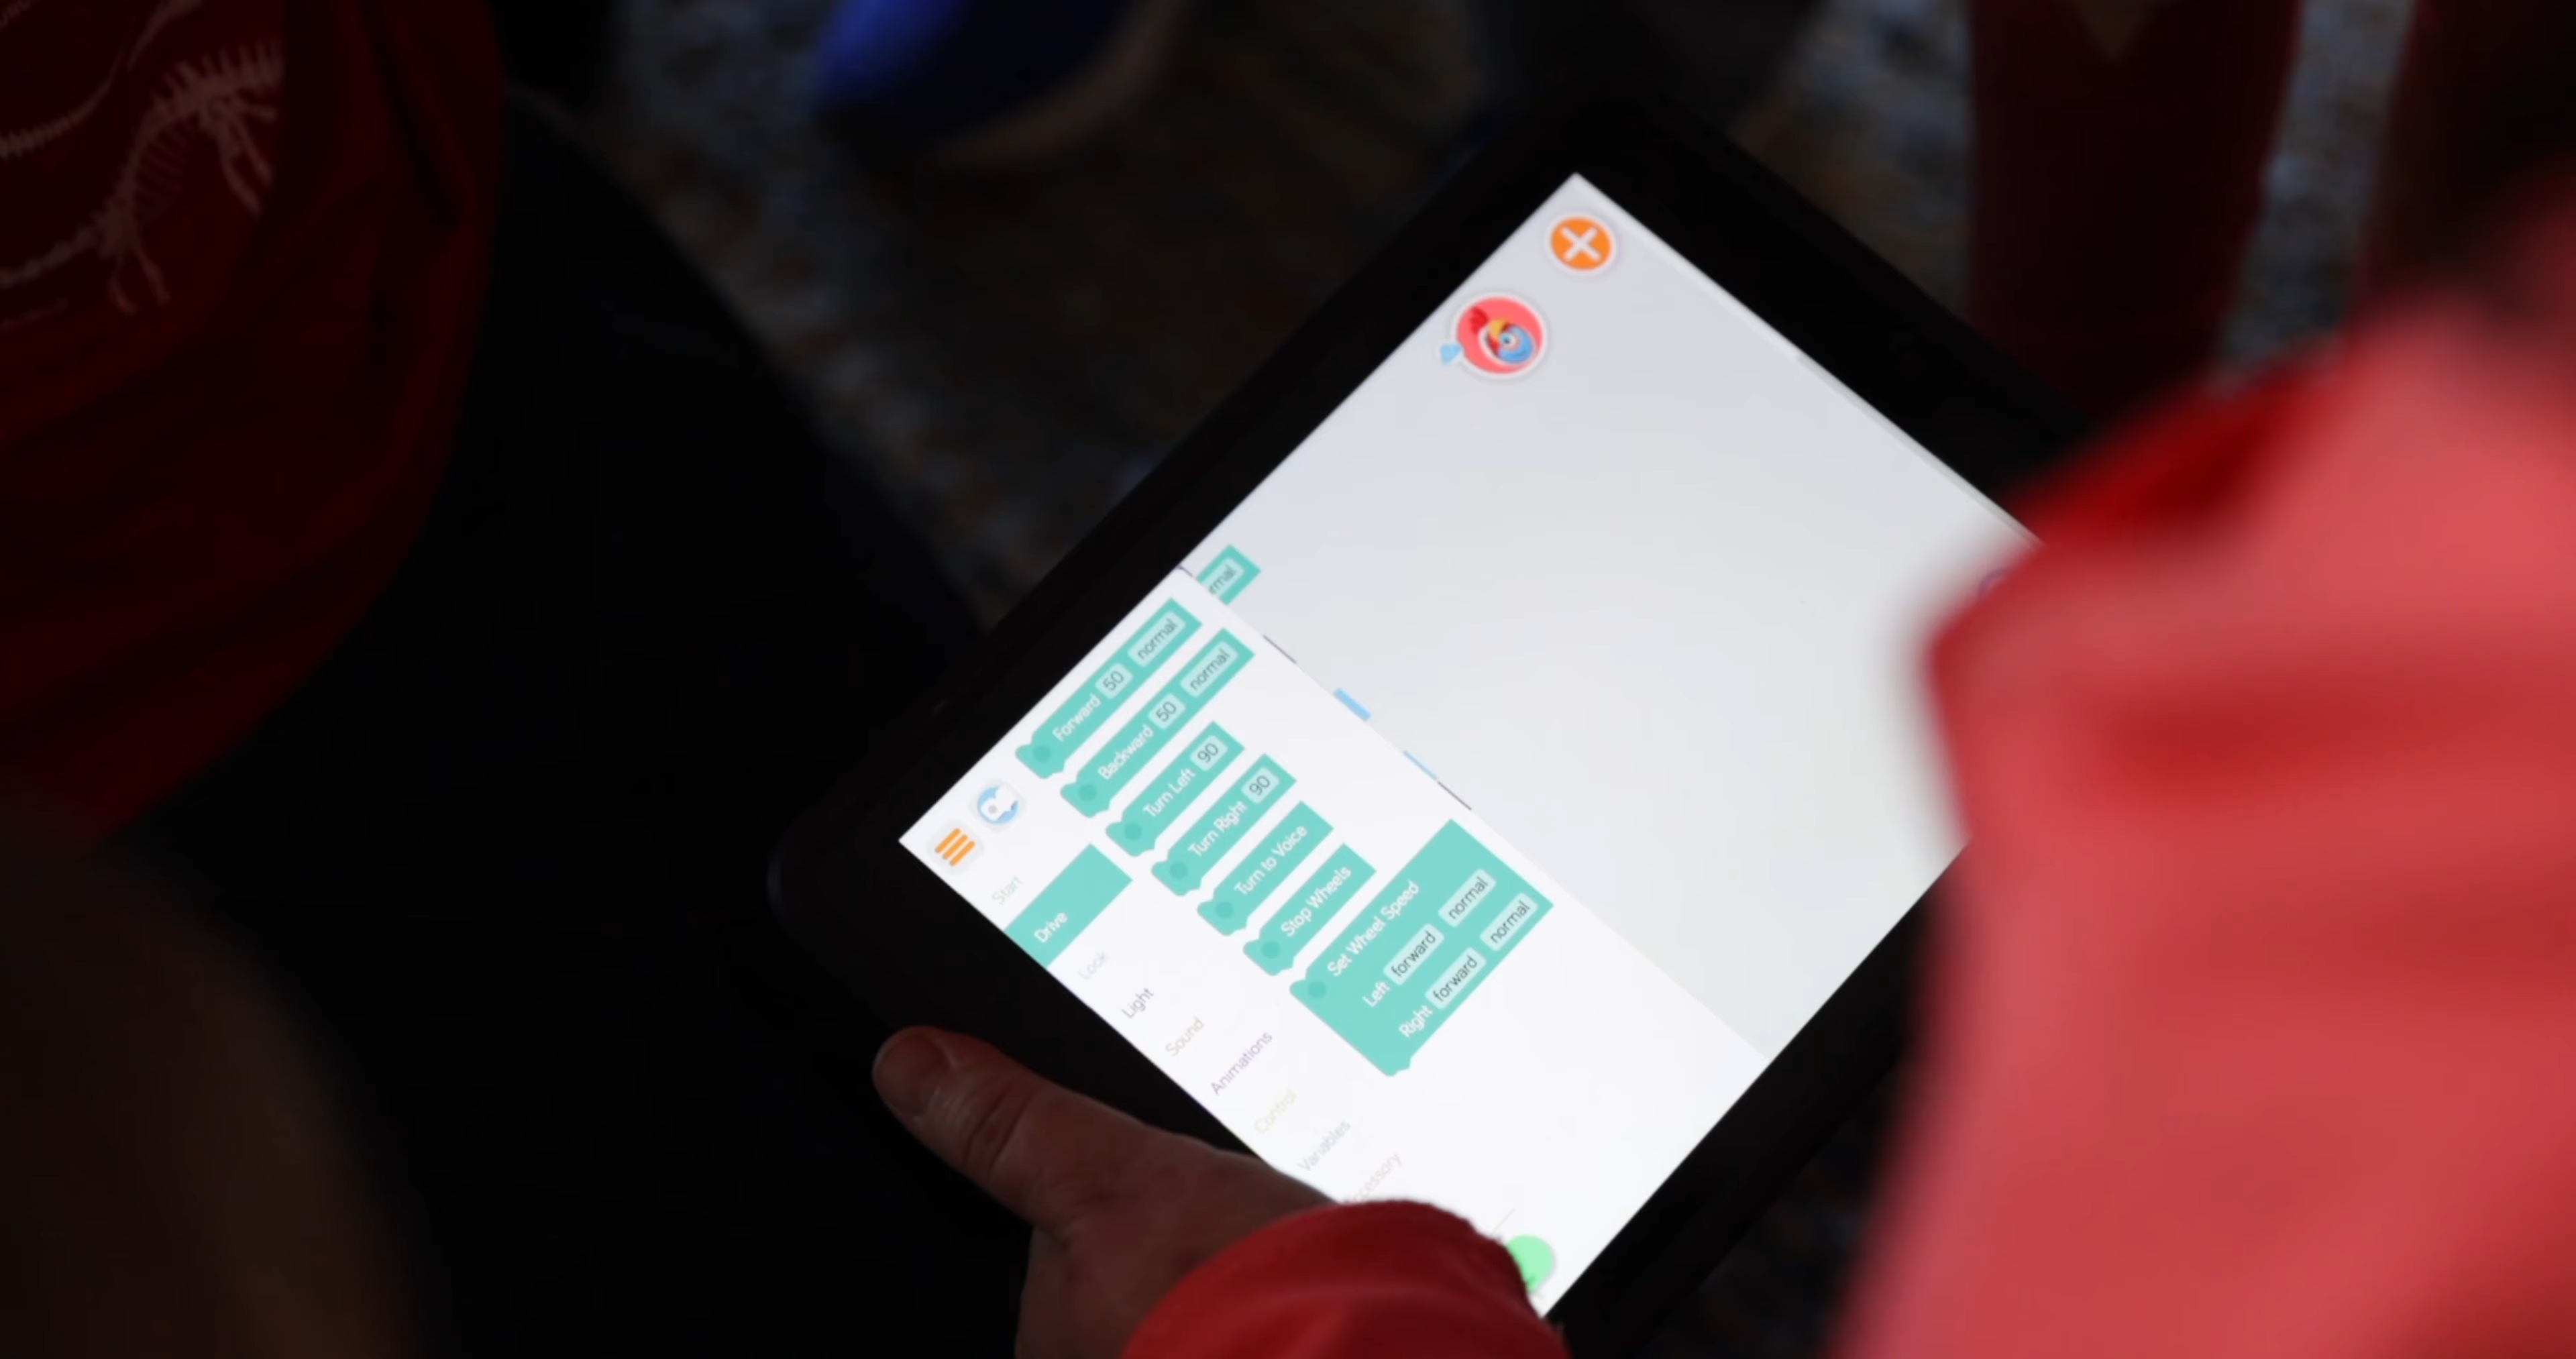 Start
Drive
Look
Light
Sound
Animations
Control
Variables
Forward 50 normal
Backward 50 normal
Turn Left 90
Turn Right 90
Turn to Voice
Stop Wheels
Set Wheel Speed
Left forward normal
Right forward normal